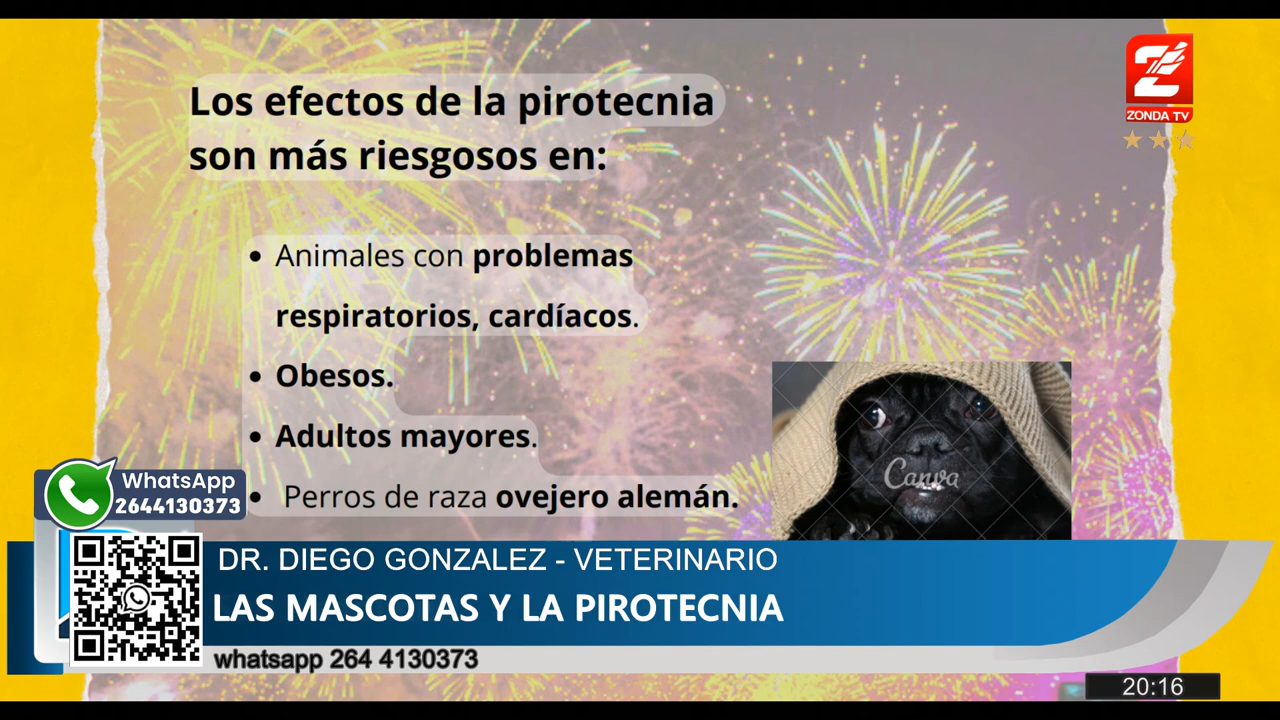 Los efectos de la pirotecnia
son más riesgosos en:
ZONDA TV
• Animales con problemas
respiratorios, cardíacos.
• Obesos.
• Adultos mayores.
• Perros de raza ovejero alemán.
Canva
WhatsApp
2644130373
DR. DIEGO GONZALEZ - VETERINARIO
LAS MASCOTAS Y LA PIROTECNIA
whatsapp 264 4130373
20:16